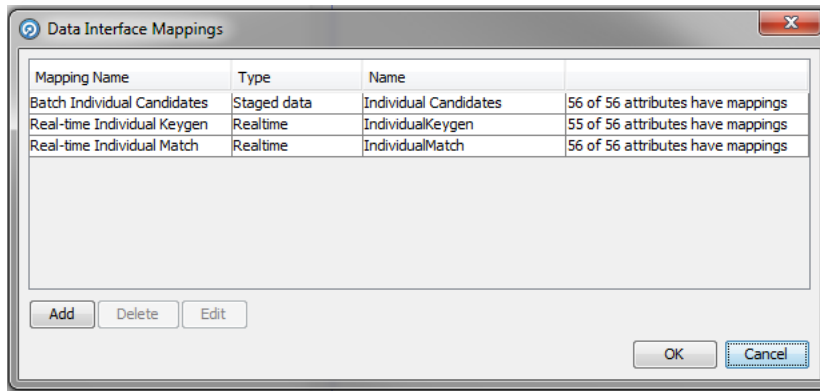 Data Interface Mappings
Mapping Name Type Name
Batch Individual Candidates Staged data Individual Candidates 56 of 56 attributes have mappings
Real-time Individual Keygen Realtime IndividualKeygen 55 of 56 attributes have mappings
Real-time Individual Match Realtime IndividualMatch 56 of 56 attributes have mappings
Add Delete Edit
OK Cancel